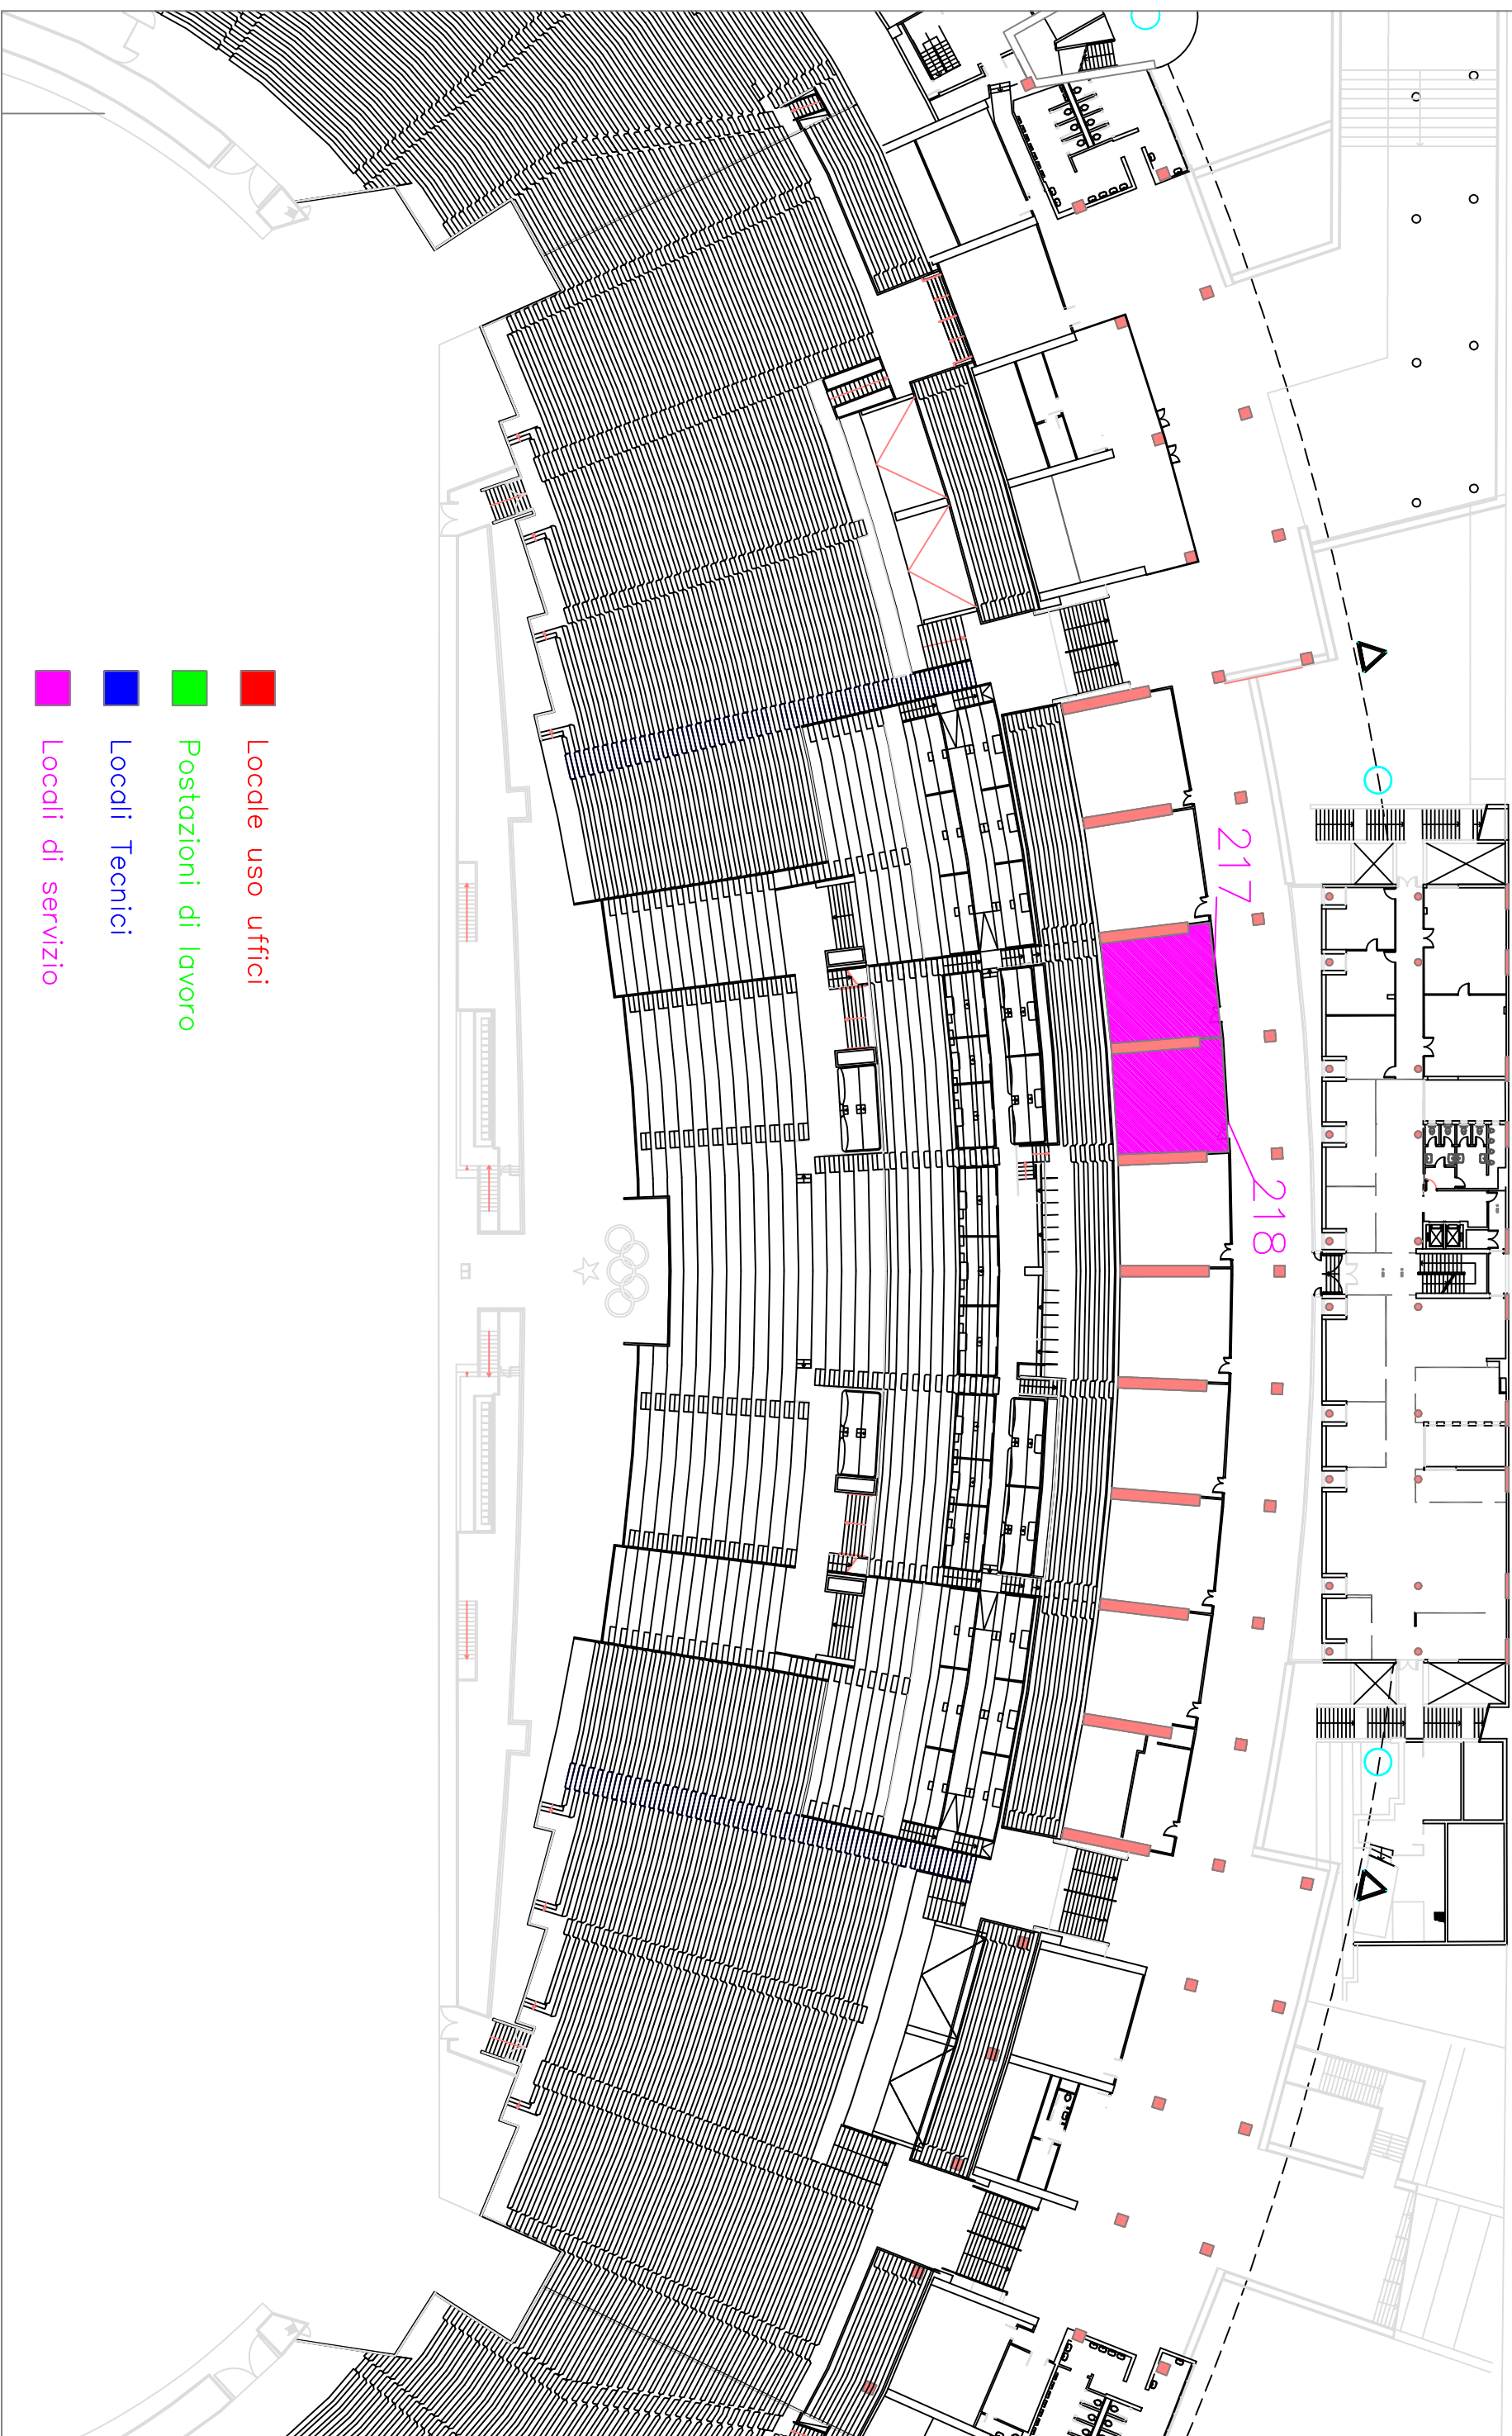 217
218
Locale uso uffici
Postazioni di lavoro
Locali Tecnici
Locali di servizio